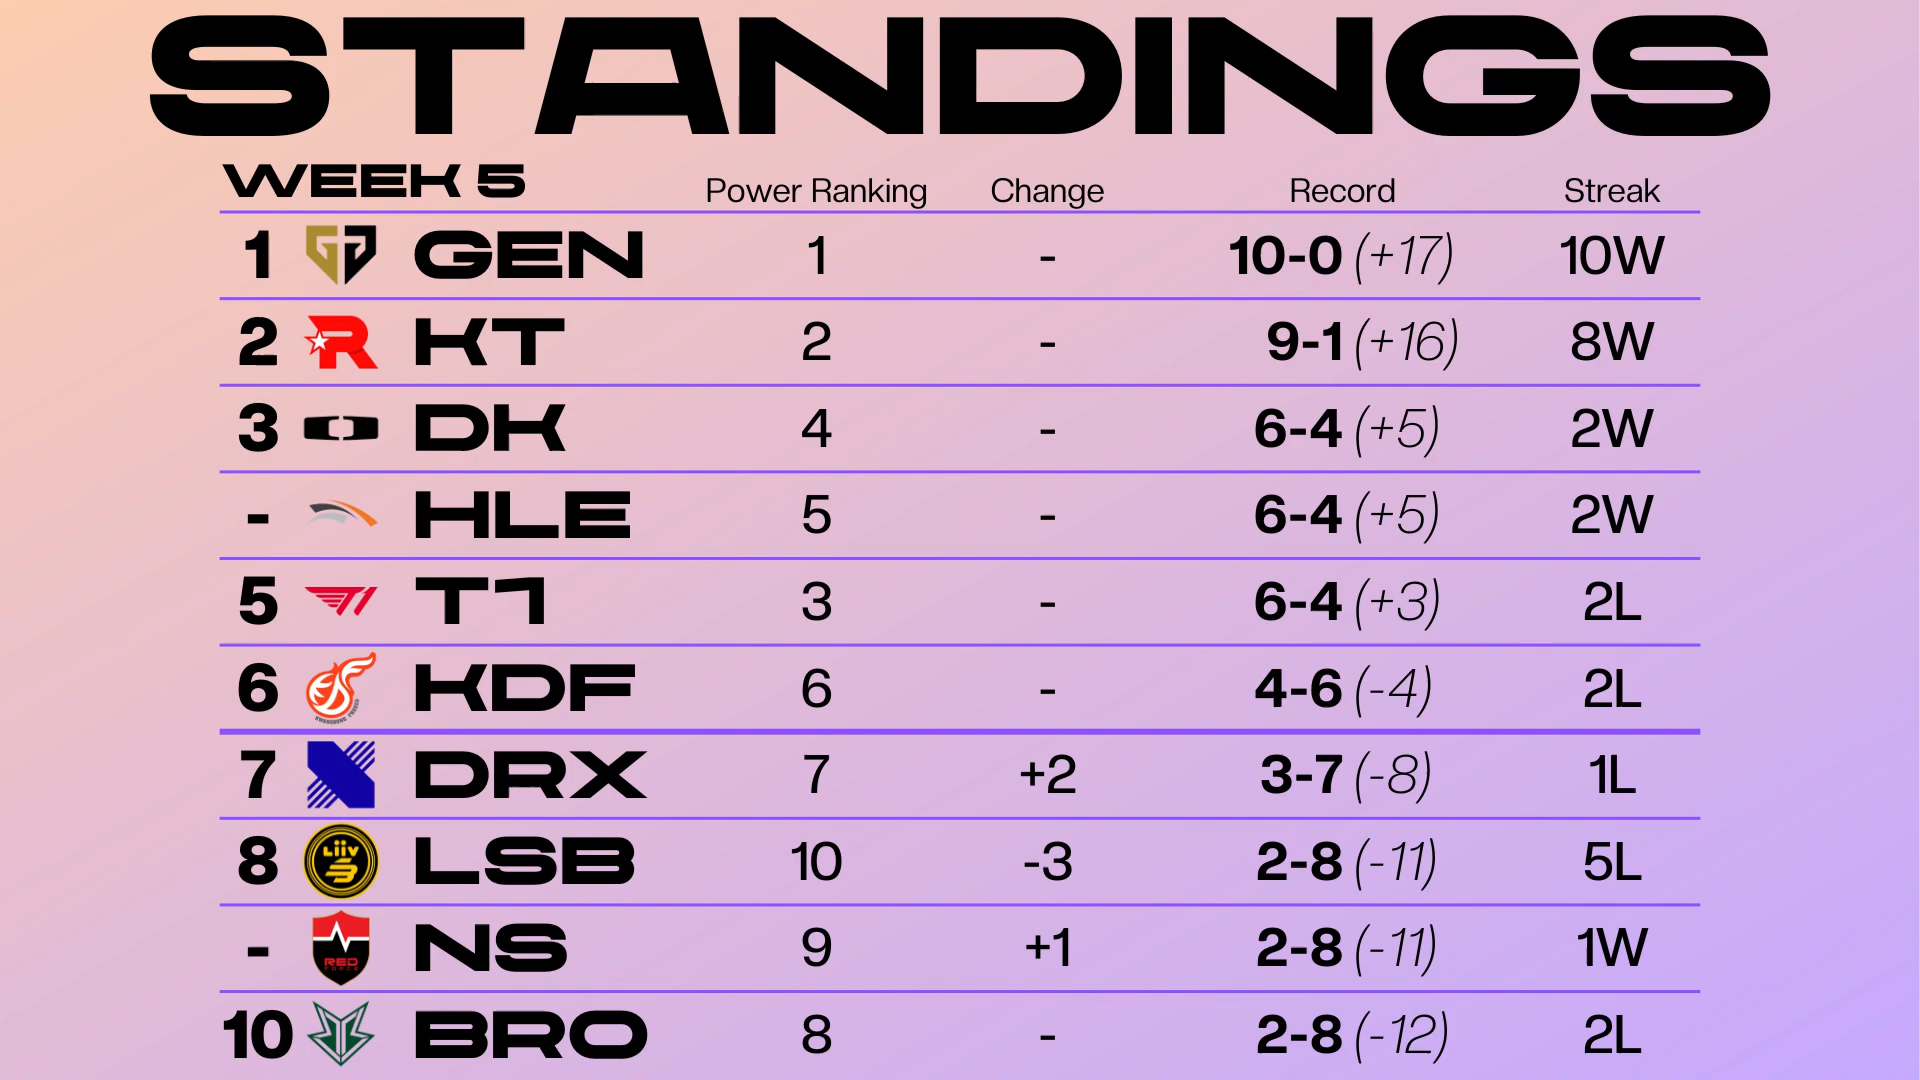 STANDINGS
WEEK 5 Power Ranking Change Record Streak
1 GEN 1 - 10-0 (+17) 10W
2 KT 2 - 9-1 (+16) 8W
3 DK 4 - 6-4 (+5) 2W
- HLE 5 - 6-4 (+5) 2W
5 T1 3 - 6-4 (+3) 2L
6 KDF 6 - 4-6 (-4) 2L
7 DRX 7 +2 3-7 (-8) 1L
8 Liiv SB LSB 10 -3 2-8 (-11) 5L
- RED FORCE NS 9 +1 2-8 (-11) 1W
10 BRO 8 - 2-8 (-12) 2L